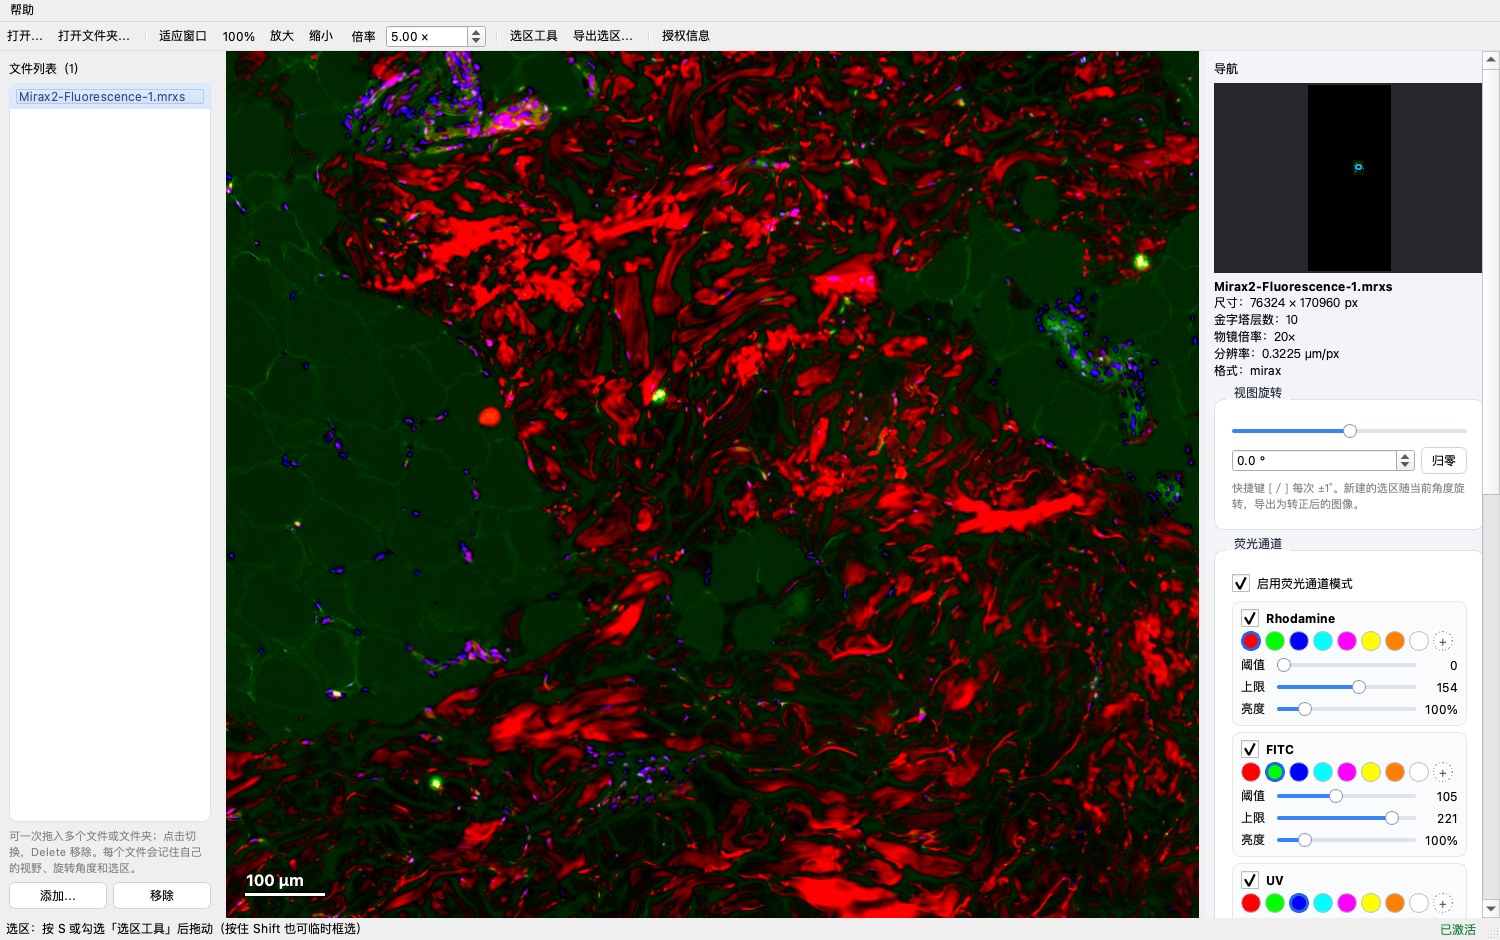 帮助
打开... 打开文件夹... 适应窗口 100% 放大 缩小 倍率 5.00 × 选区工具 导出选区... 授权信息
文件列表 (1)
Mirax2-Fluorescence-1.mrxs
可一次拖入多个文件或文件夹；点击切
换，Delete 移除。每个文件会记住自己
的视野、旋转角度和选区。
添加... 移除
100 µm
导航
Mirax2-Fluorescence-1.mrxs
尺寸：76324 × 170960 px
金字塔层数：10
物镜倍率：20×
分辨率：0.3225 µm/px
格式：mirax
视图旋转
0.0 ° 归零
快捷键 [ / ] 每次 ±1°。新建的选区随当前角度旋
转，导出为转正后的图像。
荧光通道
启用荧光通道模式
Rhodamine
+
阈值 0
上限 154
亮度 100%
FITC
+
阈值 105
上限 221
亮度 100%
UV
+
选区：按 S 或勾选「选区工具」后拖动（按住 Shift 也可临时框选） 已激活